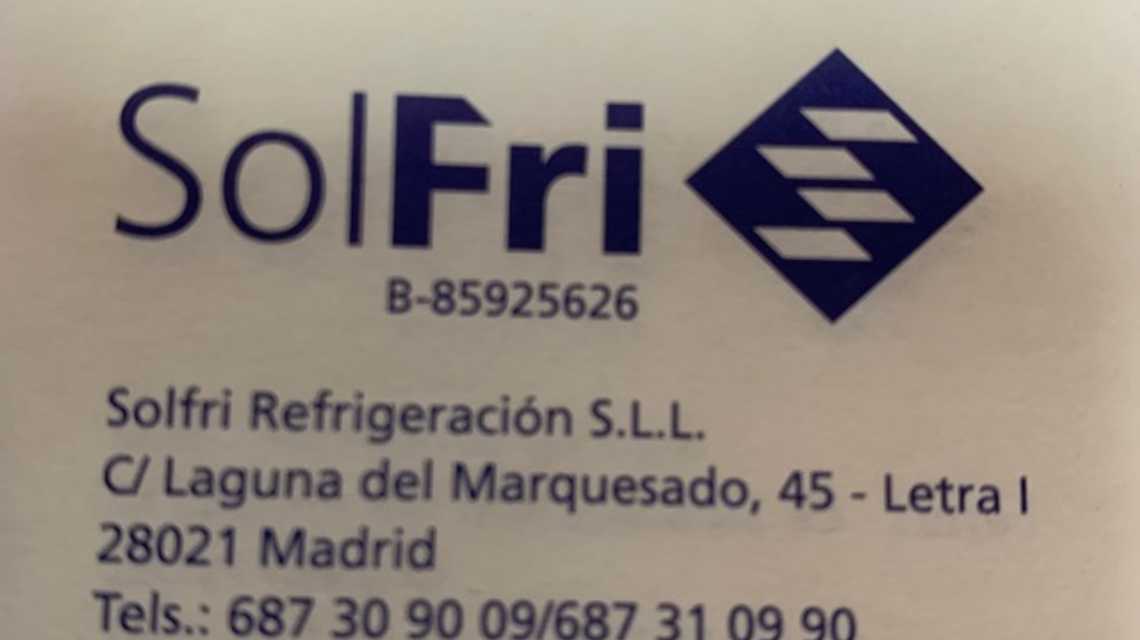 SolFri
B-85925626
Solfri Refrigeración S.L.L.
C/ Laguna del Marquesado, 45 - Letra I
28021 Madrid
Tels.: 687 30 90 09/687 31 09 90